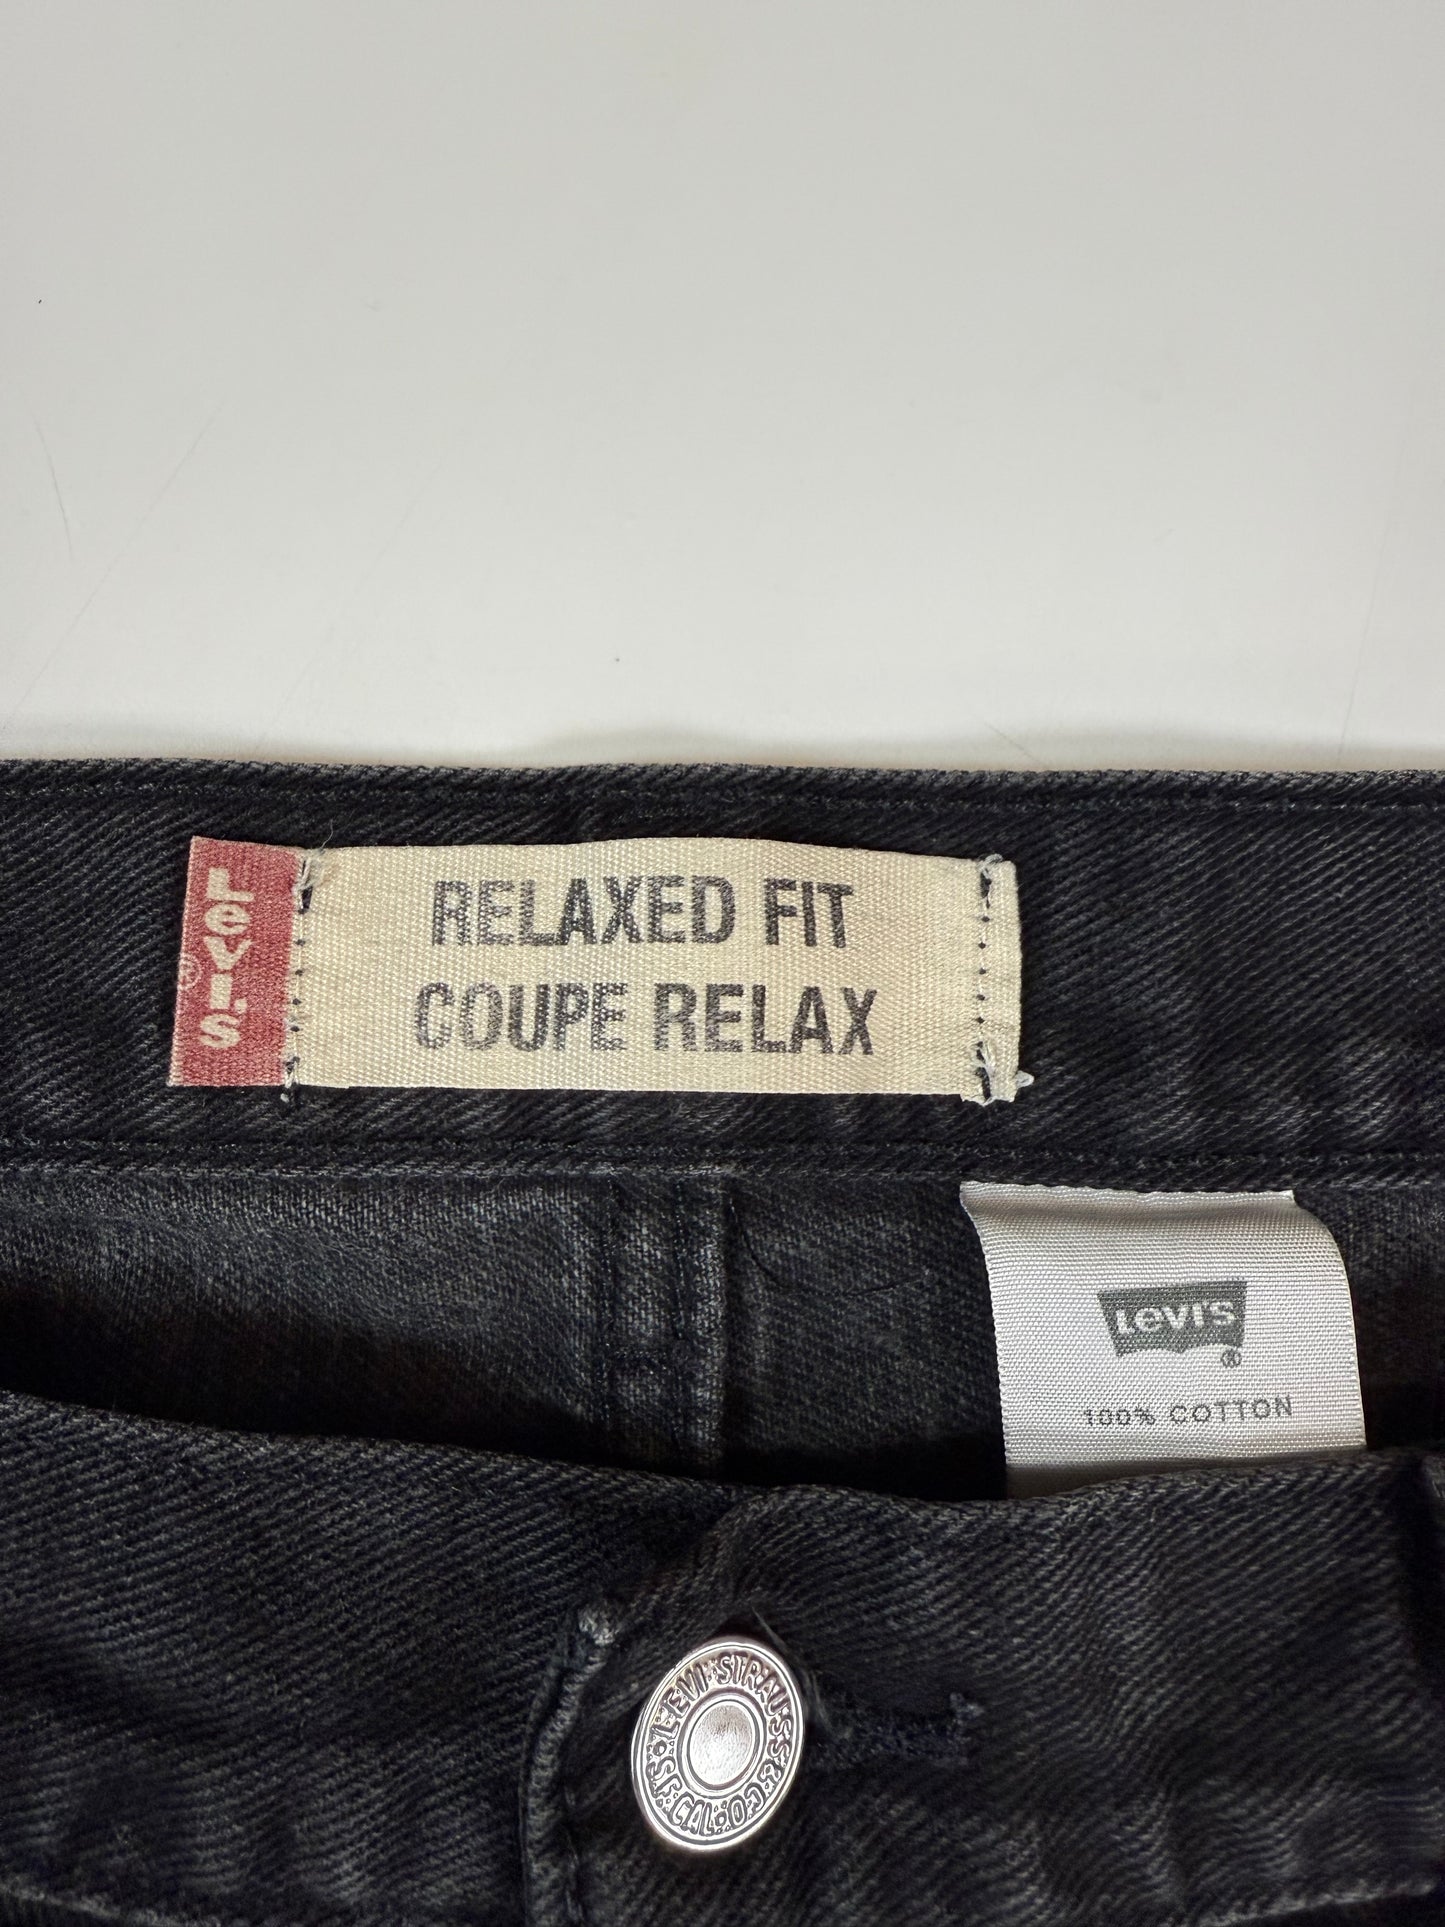 Levi's®
RELAXED FIT
COUPE RELAX
Levi's
®
100% COTTON
LEVI STRAUSS & CO. S.F. CAL.